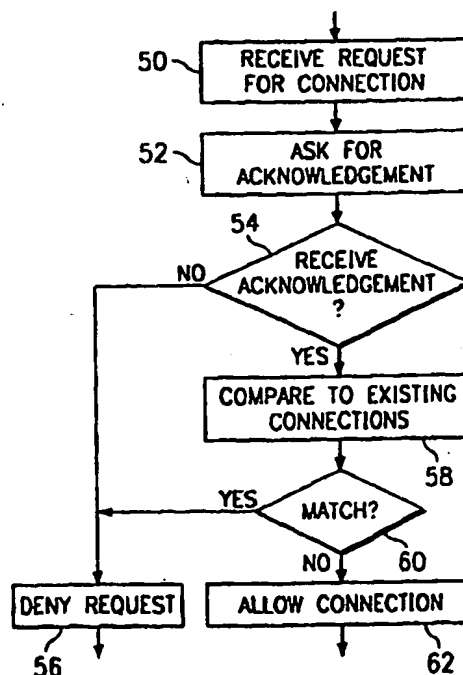 50
RECEIVE REQUEST
FOR CONNECTION
52
ASK FOR
ACKNOWLEDGEMENT
54
NO
RECEIVE
ACKNOWLEDGEMENT
?
YES
COMPARE TO EXISTING
CONNECTIONS
58
YES
MATCH?
NO
60
DENY REQUEST
ALLOW CONNECTION
56
62